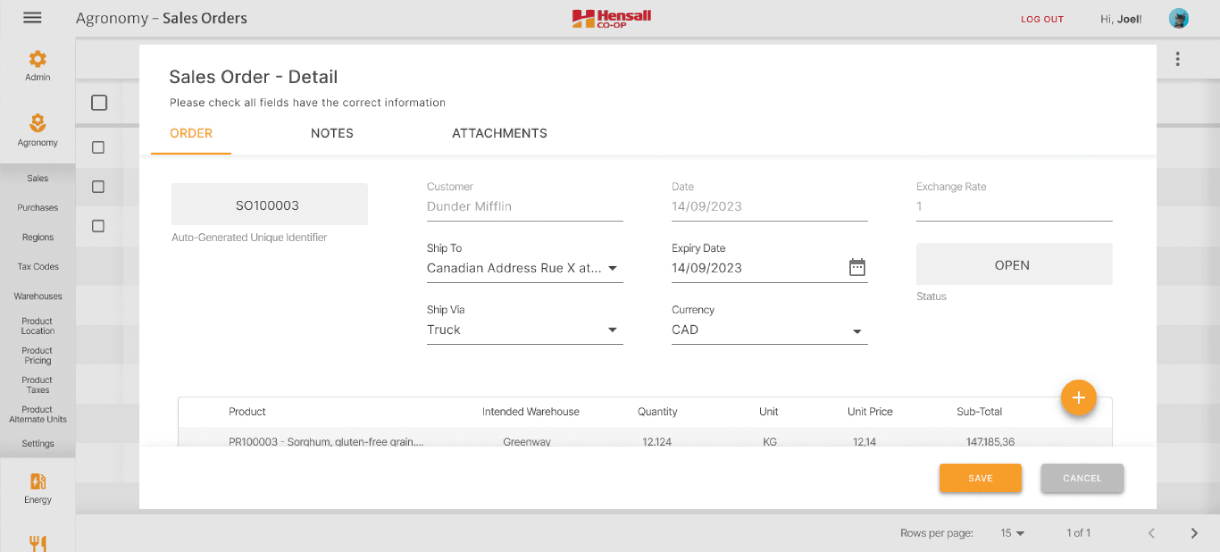 Agronomy - Sales Orders
Hensall
CO-OP
LOG OUT
Hi, Joel!
Admin
Agronomy
Sales
Purchases
Regions
Tax Codes
Warehouses
Product
Location
Product
Pricing
Product
Taxes
Product
Alternate Units
Settings
Energy
Sales Order - Detail
Please check all fields have the correct information
ORDER NOTES ATTACHMENTS
SO100003
Auto-Generated Unique Identifier
Customer
Dunder Mifflin
Date
14/09/2023
Exchange Rate
1
Ship To
Canadian Address Rue X at...
Expiry Date
14/09/2023
OPEN
Status
Ship Via
Truck
Currency
CAD
Product Intended Warehouse Quantity Unit Unit Price Sub-Total
PR100003 - Sorghum, gluten-free grain.... Greenway 12.124 KG 12,14 147.185,36
SAVE CANCEL
Rows per page: 15 1 of 1